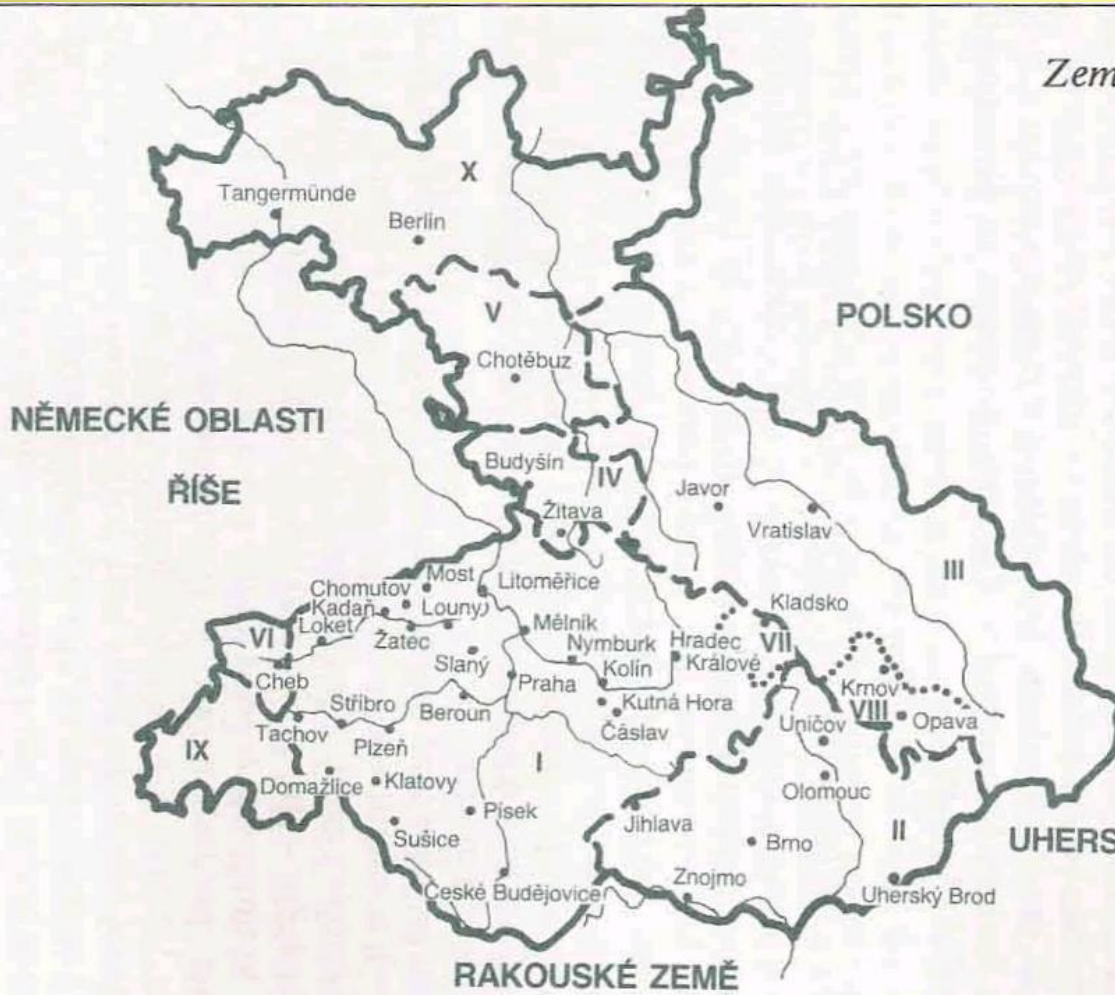 Zem
X
Tangermünde
Berlín
V
POLSKO
Chotěbuz
NĚMECKÉ OBLASTI
ŘÍŠE
Budyšín
IV
Žitava
Javor
Vratislav
III
Most
Litoměřice
Chomutov
Kadaň
Louny
Loket
Žatec
Mělník
Kladsko
VI
VII
Nymburk
Hradec
Králové
Slaný
Kolín
Cheb
Praha
Krnov
VIII
Stříbro
Beroun
Kutná Hora
Opava
Tachov
Čáslav
Uničov
Plzeň
IX
I
Domažlice
Klatovy
Olomouc
Písek
Jihlava
II
Sušice
Brno
UHERS
Znojmo
České Budějovice
Uherský Brod
RAKOUSKÉ ZEMĚ